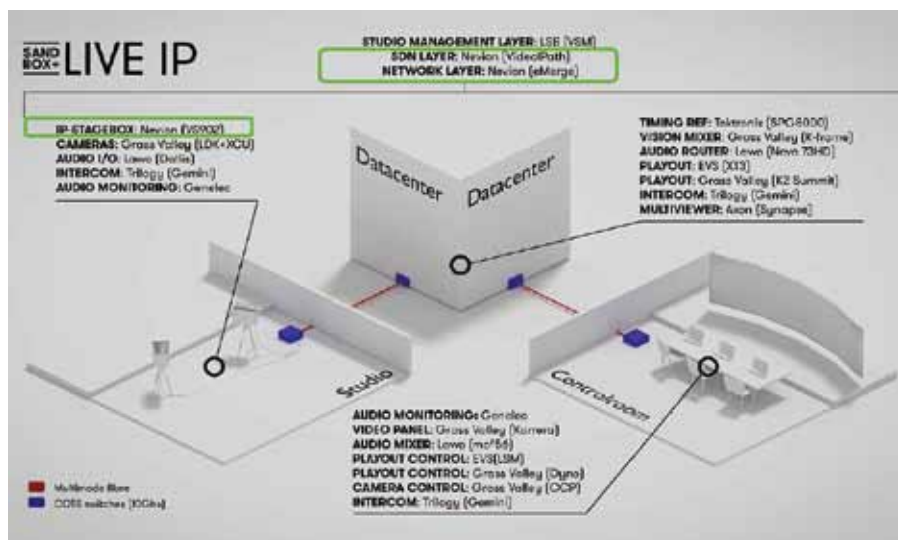 SAND
BOX+
LIVE IP
STUDIO MANAGEMENT LAYER: LSB (VSM)
SDN LAYER: Nevion (VideoIPath)
NETWORK LAYER: Nevion (eMerge)
IP-STAGEBOX: Nevion (VS902)
CAMERAS: Grass Valley (LDK+XCU)
AUDIO I/O: Lawo (Dallis)
INTERCOM: Trilogy (Gemini)
AUDIO MONITORING: Genelec
Datacenter
Datacenter
TIMING REF: Tektronix (SPG8000)
VISION MIXER: Grass Valley (K-frame)
AUDIO ROUTER: Lawo (Nova 73HD)
PLAYOUT: EVS (XT3)
PLAYOUT: Grass Valley (K2 Summit)
INTERCOM: Trilogy (Gemini)
MULTIVIEWER: Axon (Synapse)
Studio
Controlroom
AUDIO MONITORING: Genelec
VIDEO PANEL: Grass Valley (Karrera)
AUDIO MIXER: Lawo (mc²56)
PLAYOUT CONTROL: EVS(LSM)
PLAYOUT CONTROL: Grass Valley (Dyno)
CAMERA CONTROL: Grass Valley (OCP)
INTERCOM: Trilogy (Gemini)
Multimode fibre
COTS switches (10Gbs)